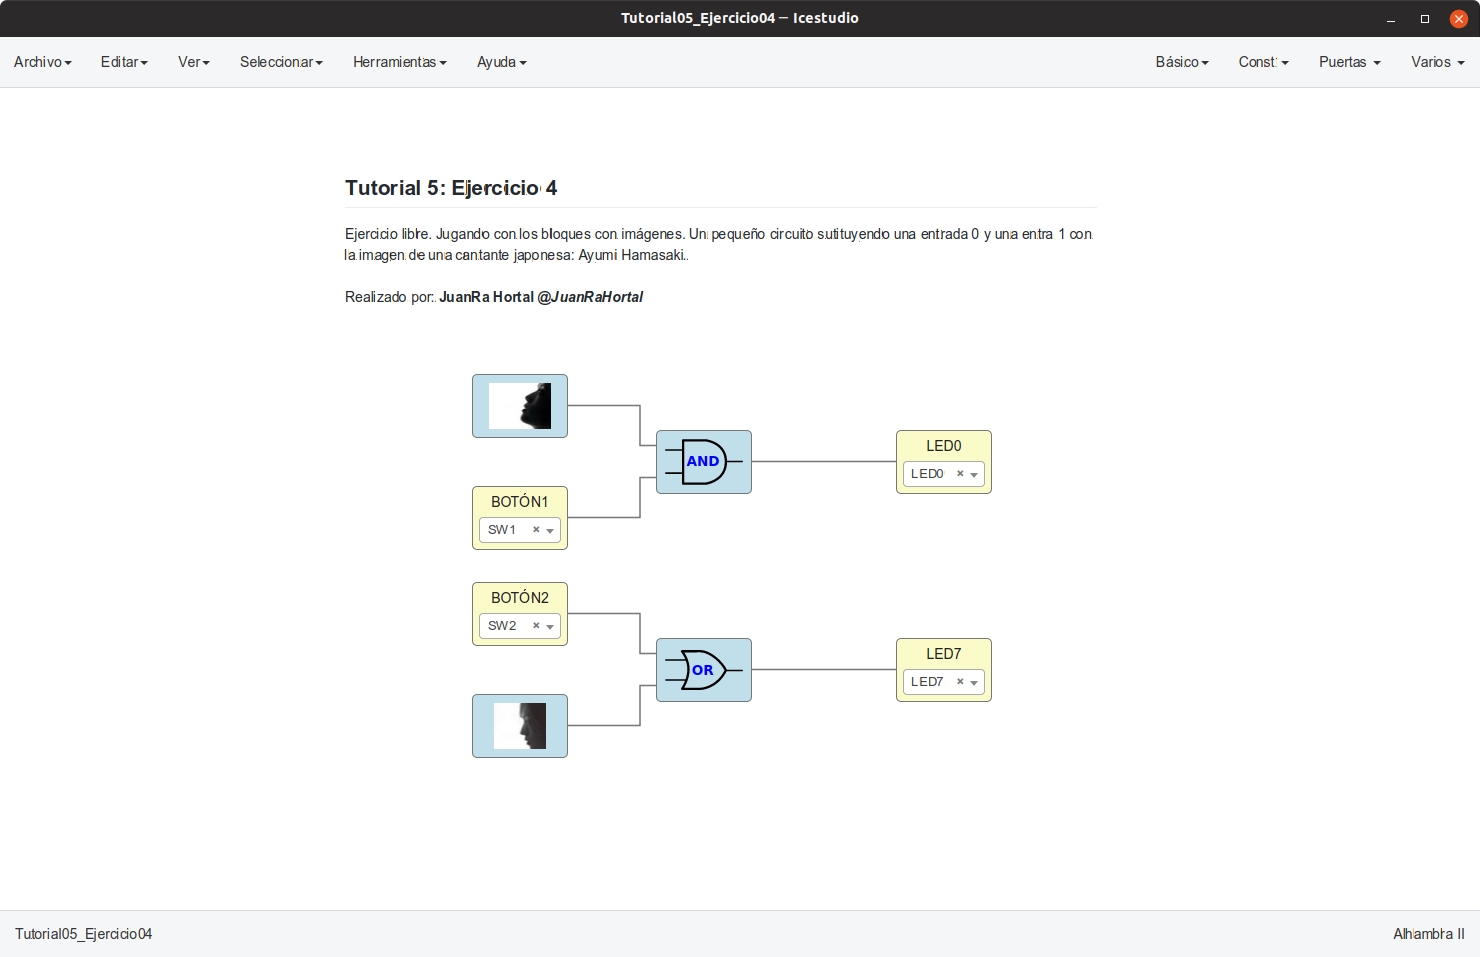 Tutorial05_Ejercicio04 — Icestudio
Archivo Editar Ver Seleccionar Herramientas Ayuda Básico Const. Puertas Varios
Tutorial 5: Ejercicio 4
Ejercicio libre. Jugando con los bloques con imágenes. Un pequeño circuito sutituyendo una entrada 0 y una entra 1 con
la imagen de una cantante japonesa: Ayumi Hamasaki.
Realizado por: JuanRa Hortal @JuanRaHortal
AND
LED0
LED0
BOTÓN1
SW1
BOTÓN2
SW2
OR
LED7
LED7
Tutorial05_Ejercicio04
Alhambra II